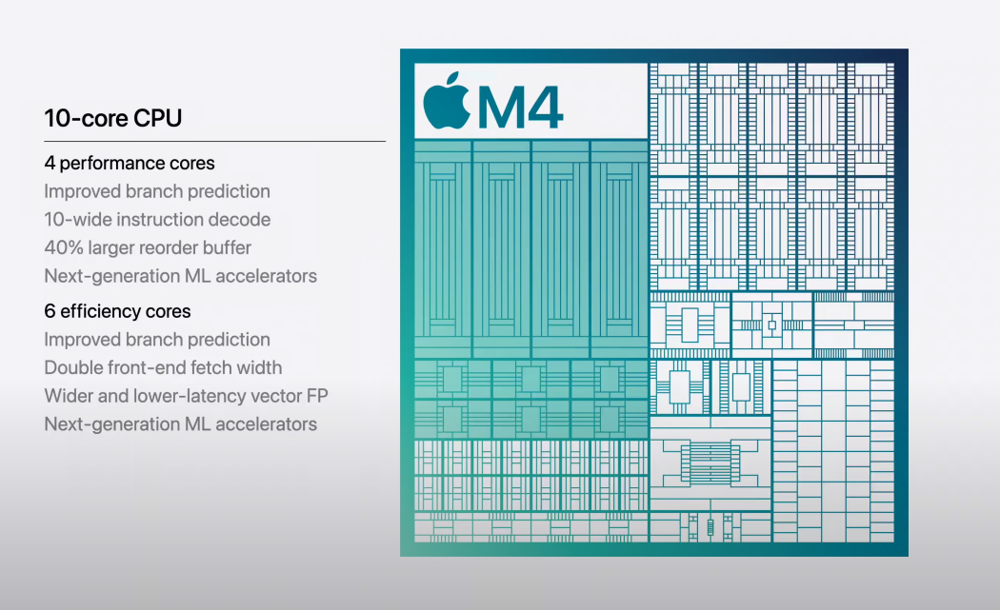 10-core CPU
4 performance cores
Improved branch prediction
10-wide instruction decode
40% larger reorder buffer
Next-generation ML accelerators
6 efficiency cores
Improved branch prediction
Double front-end fetch width
Wider and lower-latency vector FP
Next-generation ML accelerators
M4